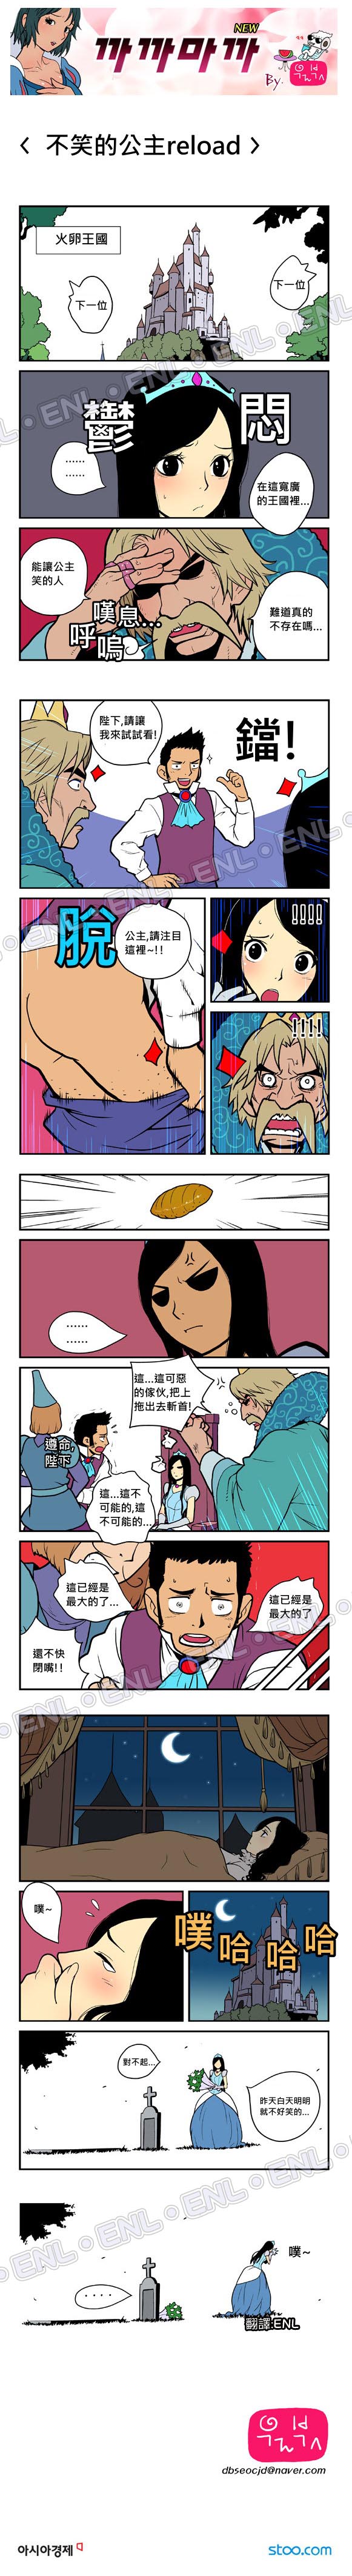 NEW
까까마까
By.
〈 不笑的公主reload 〉
火卵王國
下一位
下一位
鬱悶
……
……
在這寬廣
的王國裡…
能讓公主
笑的人
嘆息…
呼嗚
難道真的
不存在嗎…
陛下,請讓
我來試試看!
鐺!
脫
公主,請注目
這裡~!!
!!!!
!!!!
……
……
這…這可惡
的傢伙,把上
拖出去斬首!
遵命,
陛下
這…這不
可能的,這
不可能的…
這已經是
最大的了…
這已經是
最大的了
還不快
閉嘴!!
噗~
噗哈哈哈
對不起…
昨天白天明明
就不好笑的…
噗~
....
翻譯:ENL
dbseocjd@naver.com
아시아경제
stoo.com